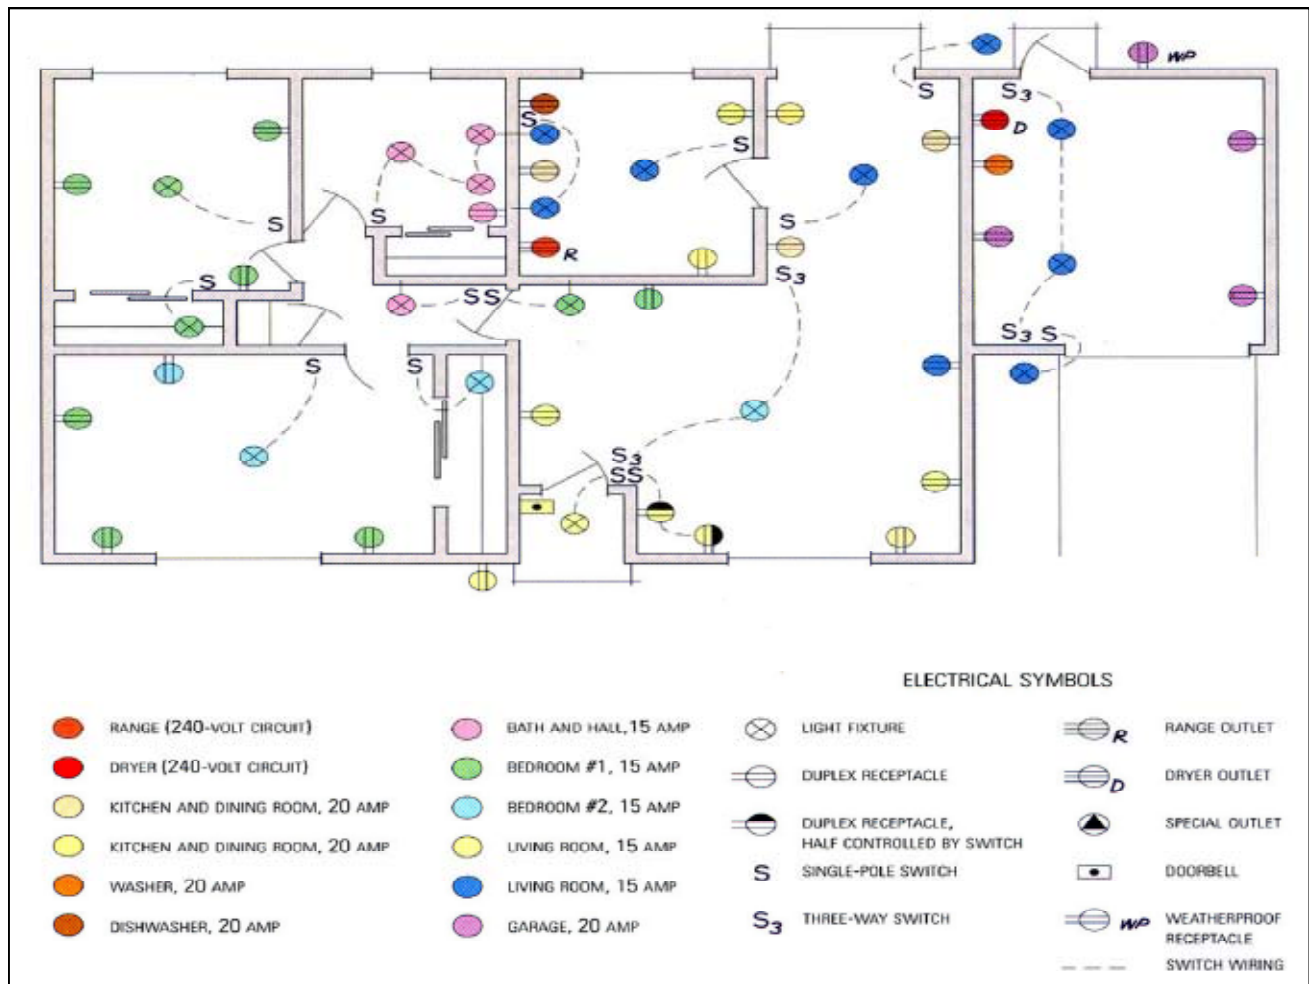 WP
S
S3
D
S
S
S
S
S
R
S
S3
S
SS
S3 S
S
S
S3
SS
ELECTRICAL SYMBOLS
RANGE (240-VOLT CIRCUIT)
DRYER (240-VOLT CIRCUIT)
KITCHEN AND DINING ROOM, 20 AMP
KITCHEN AND DINING ROOM, 20 AMP
WASHER, 20 AMP
DISHWASHER, 20 AMP
BATH AND HALL, 15 AMP
BEDROOM #1, 15 AMP
BEDROOM #2, 15 AMP
LIVING ROOM, 15 AMP
LIVING ROOM, 15 AMP
GARAGE, 20 AMP
LIGHT FIXTURE
DUPLEX RECEPTACLE
DUPLEX RECEPTACLE,
HALF CONTROLLED BY SWITCH
S SINGLE-POLE SWITCH
S3 THREE-WAY SWITCH
R RANGE OUTLET
D DRYER OUTLET
SPECIAL OUTLET
DOORBELL
WP WEATHERPROOF
RECEPTACLE
SWITCH WIRING